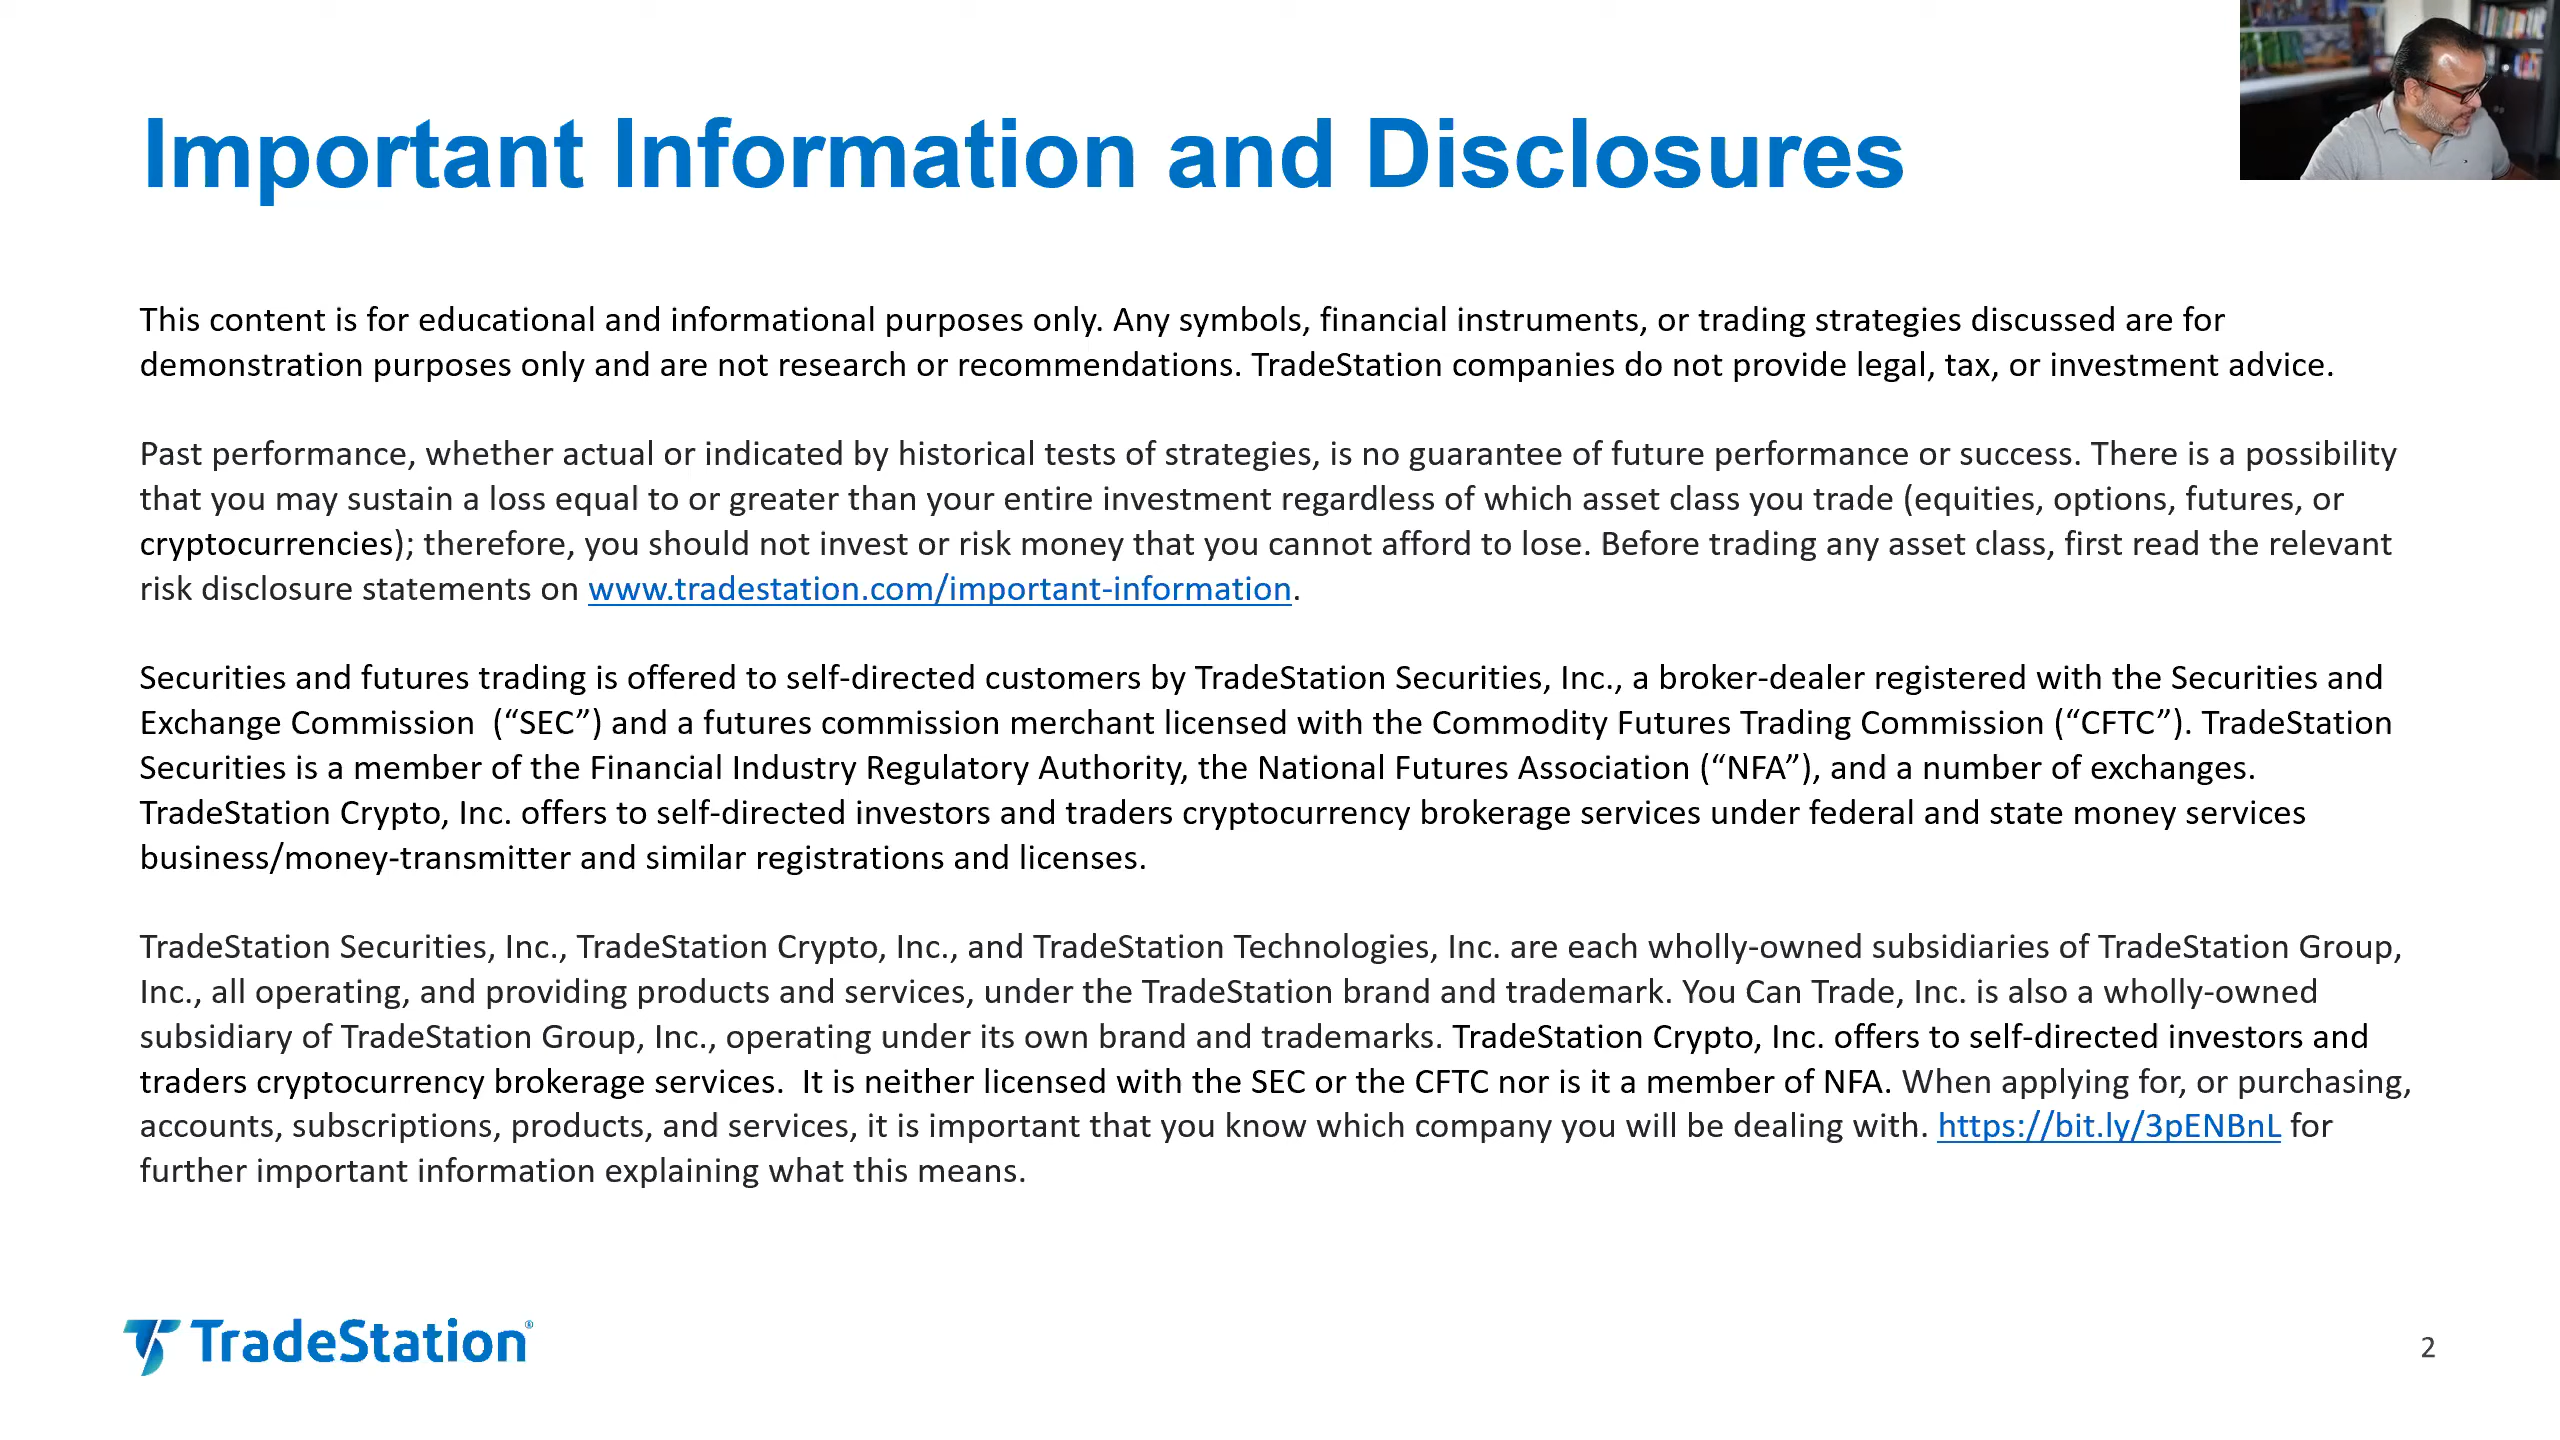 Important Information and Disclosures
This content is for educational and informational purposes only. Any symbols, financial instruments, or trading strategies discussed are for
demonstration purposes only and are not research or recommendations. TradeStation companies do not provide legal, tax, or investment advice.
Past performance, whether actual or indicated by historical tests of strategies, is no guarantee of future performance or success. There is a possibility
that you may sustain a loss equal to or greater than your entire investment regardless of which asset class you trade (equities, options, futures, or
cryptocurrencies); therefore, you should not invest or risk money that you cannot afford to lose. Before trading any asset class, first read the relevant
risk disclosure statements on www.tradestation.com/important-information.
Securities and futures trading is offered to self-directed customers by TradeStation Securities, Inc., a broker-dealer registered with the Securities and
Exchange Commission  (“SEC”) and a futures commission merchant licensed with the Commodity Futures Trading Commission (“CFTC”). TradeStation
Securities is a member of the Financial Industry Regulatory Authority, the National Futures Association (“NFA”), and a number of exchanges.
TradeStation Crypto, Inc. offers to self-directed investors and traders cryptocurrency brokerage services under federal and state money services
business/money-transmitter and similar registrations and licenses.
TradeStation Securities, Inc., TradeStation Crypto, Inc., and TradeStation Technologies, Inc. are each wholly-owned subsidiaries of TradeStation Group,
Inc., all operating, and providing products and services, under the TradeStation brand and trademark. You Can Trade, Inc. is also a wholly-owned
subsidiary of TradeStation Group, Inc., operating under its own brand and trademarks. TradeStation Crypto, Inc. offers to self-directed investors and
traders cryptocurrency brokerage services.  It is neither licensed with the SEC or the CFTC nor is it a member of NFA. When applying for, or purchasing,
accounts, subscriptions, products, and services, it is important that you know which company you will be dealing with. https://bit.ly/3pENBnL for
further important information explaining what this means.
TradeStation®
2